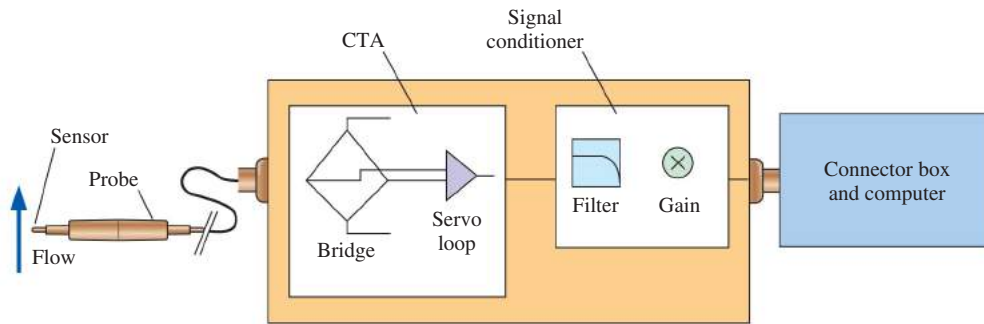 Signal
conditioner
CTA
Sensor
Probe
Flow
Bridge
Servo
loop
Filter
Gain
Connector box
and computer